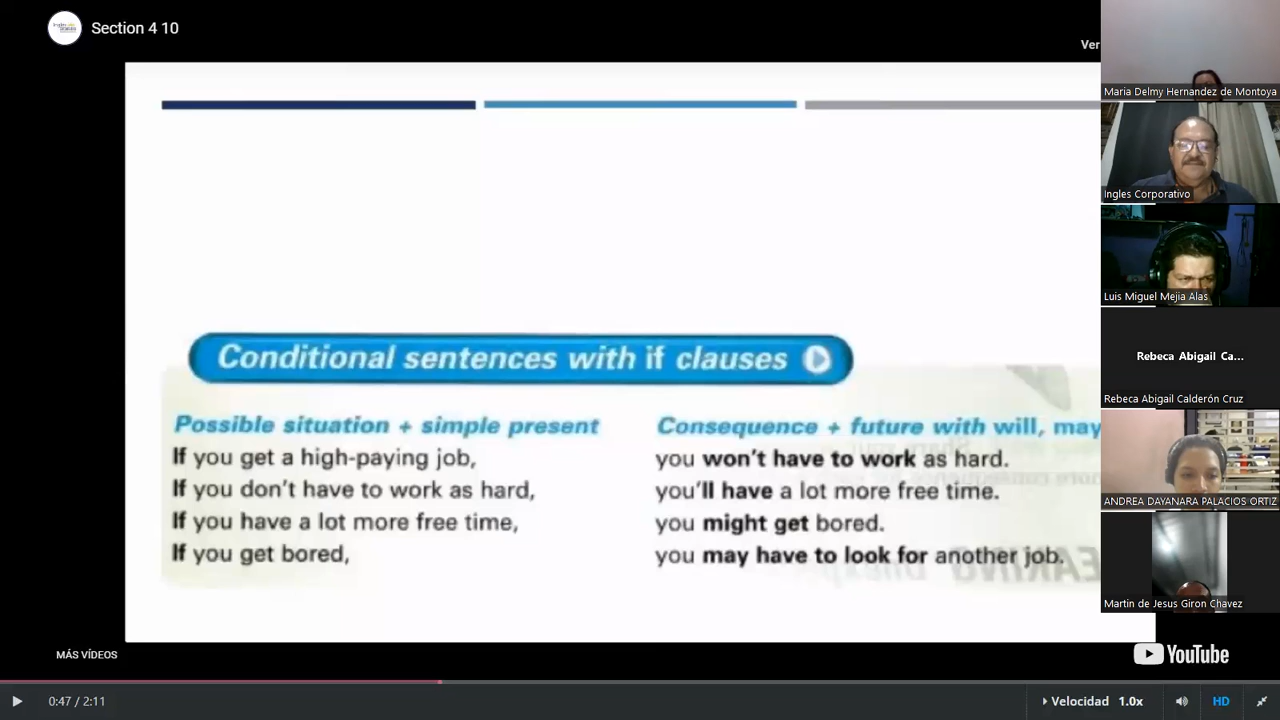 Section 4 10
Ver
Conditional sentences with if clauses
Possible situation + simple present
If you get a high-paying job,
If you don't have to work as hard,
If you have a lot more free time,
If you get bored,
Consequence + future with will, may
you won't have to work as hard.
you'll have a lot more free time.
you might get bored.
you may have to look for another job.
MÁS VÍDEOS
YouTube
0:47 / 2:11
Velocidad 1.0x
HD
Maria Delmy Hernandez de Montoya
Ingles Corporativo
Luis Miguel Mejia Alas
Rebeca Abigail Ca...
Rebeca Abigail Calderón Cruz
ANDREA DAYANARA PALACIOS ORTIZ
Martin de Jesus Giron Chavez